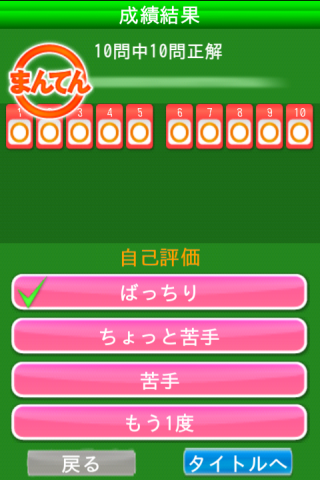 成績結果
10問中10問正解
まんてん
1 2 3 4 5 6 7 8 9 10
自己評価
ばっちり
ちょっと苦手
苦手
もう1度
戻る タイトルへ